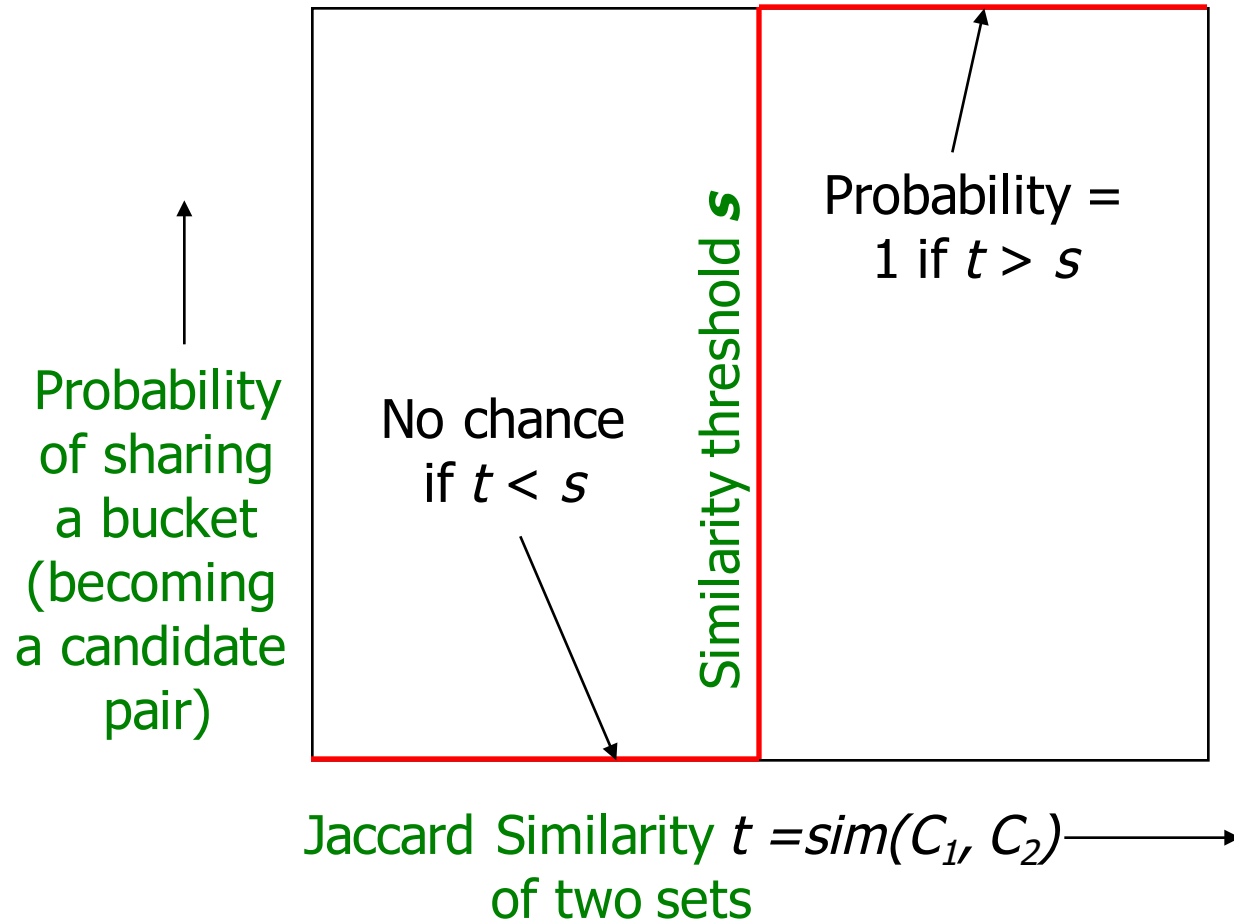 Probability
of sharing
a bucket
(becoming
a candidate
pair)
No chance
if t < s
Similarity threshold s
Probability =
1 if t > s
Jaccard Similarity t =sim(C₁, C₂)
of two sets